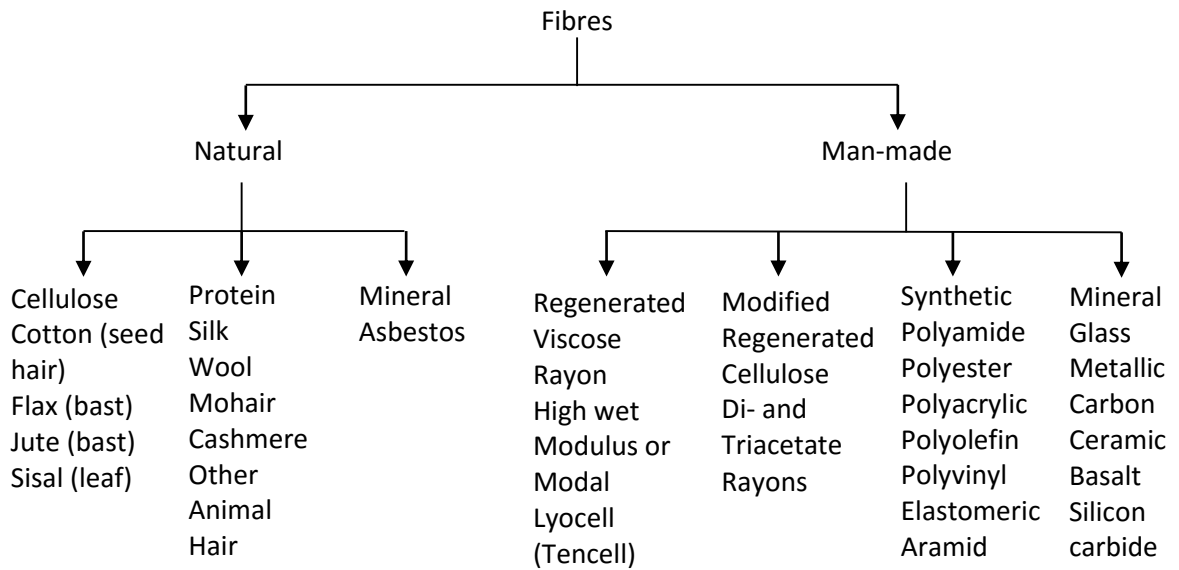 Fibres
Natural
Man-made
Cellulose
Cotton (seed
hair)
Flax (bast)
Jute (bast)
Sisal (leaf)
Protein
Silk
Wool
Mohair
Cashmere
Other
Animal
Hair
Mineral
Asbestos
Regenerated
Viscose
Rayon
High wet
Modulus or
Modal
Lyocell
(Tencell)
Modified
Regenerated
Cellulose
Di- and
Triacetate
Rayons
Synthetic
Polyamide
Polyester
Polyacrylic
Polyolefin
Polyvinyl
Elastomeric
Aramid
Mineral
Glass
Metallic
Carbon
Ceramic
Basalt
Silicon
carbide